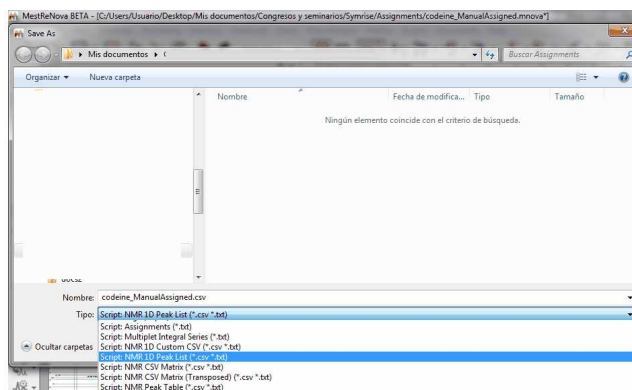 MestReNova BETA - [C:/Users/Usuario/Desktop/Mis documentos/Congresos y seminarios/Symrise/Assignments/codeine_ManualAssigned.mnova*]
Save As
Mis documentos
Buscar Assignments
Organizar
Nueva carpeta
Nombre
Fecha de modifica...
Tipo
Tamaño
Ningún elemento coincide con el criterio de búsqueda.
Nombre: codeine_ManualAssigned.csv
Tipo: Script: NMR 1D Peak List (*.csv *.txt)
Script: Assignments (*.txt)
Script: Multiplet Integral Series (*.txt)
Ocultar carpetas
Script: NMR 1D Custom CSV (*.csv *.txt)
Script: NMR 1D Peak List (*.csv *.txt)
Script: NMR CSV Matrix (*.csv *.txt)
Script: NMR CSV Matrix (Transposed) (*.csv *.txt)
Script: NMR Peak Table (*.csv *.txt)